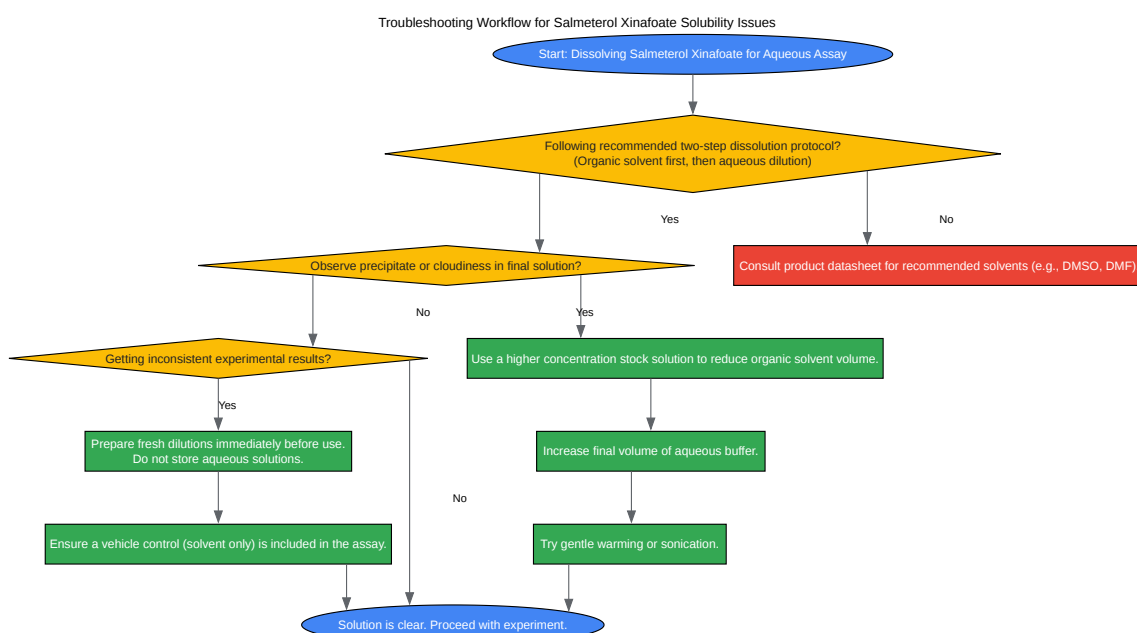 Troubleshooting Workflow for Salmeterol Xinafoate Solubility Issues
Start: Dissolving Salmeterol Xinafoate for Aqueous Assay
Following recommended two-step dissolution protocol?
(Organic solvent first, then aqueous dilution)
Yes
No
Observe precipitate or cloudiness in final solution?
Consult product datasheet for recommended solvents (e.g., DMSO, DMF)
No
Yes
Getting inconsistent experimental results?
Use a higher concentration stock solution to reduce organic solvent volume.
Yes
Prepare fresh dilutions immediately before use.
Do not store aqueous solutions.
Increase final volume of aqueous buffer.
No
Ensure a vehicle control (solvent only) is included in the assay.
Try gentle warming or sonication.
Solution is clear. Proceed with experiment.